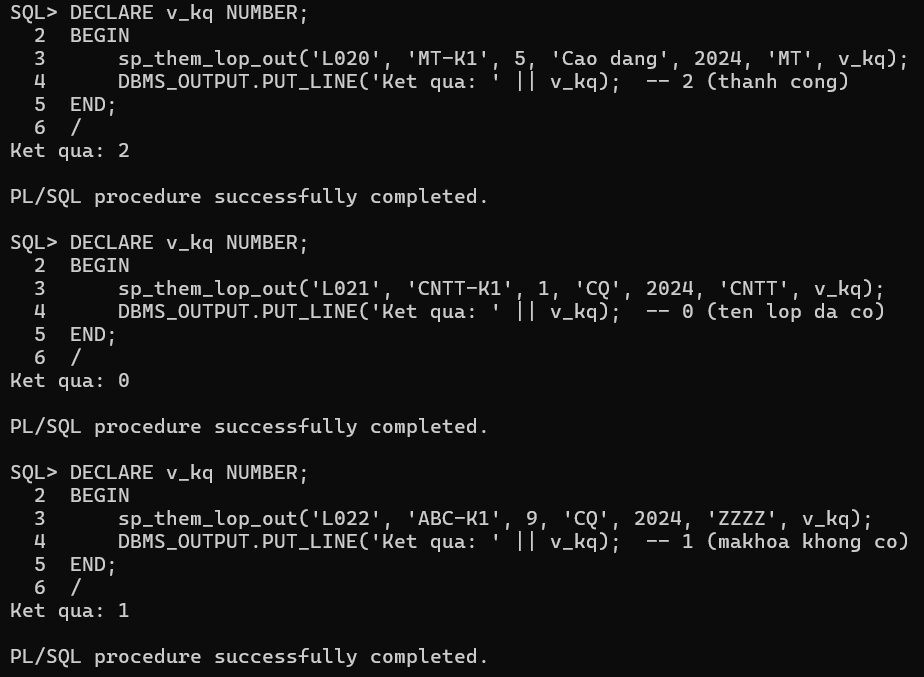 SQL> DECLARE v_kq NUMBER;
  2  BEGIN
  3      sp_them_lop_out('L020', 'MT-K1', 5, 'Cao dang', 2024, 'MT', v_kq);
  4      DBMS_OUTPUT.PUT_LINE('Ket qua: ' || v_kq);  -- 2 (thanh cong)
  5  END;
  6  /
Ket qua: 2
PL/SQL procedure successfully completed.
SQL> DECLARE v_kq NUMBER;
  2  BEGIN
  3      sp_them_lop_out('L021', 'CNTT-K1', 1, 'CQ', 2024, 'CNTT', v_kq);
  4      DBMS_OUTPUT.PUT_LINE('Ket qua: ' || v_kq);  -- 0 (ten lop da co)
  5  END;
  6  /
Ket qua: 0
PL/SQL procedure successfully completed.
SQL> DECLARE v_kq NUMBER;
  2  BEGIN
  3      sp_them_lop_out('L022', 'ABC-K1', 9, 'CQ', 2024, 'ZZZZ', v_kq);
  4      DBMS_OUTPUT.PUT_LINE('Ket qua: ' || v_kq);  -- 1 (makhoa khong co)
  5  END;
  6  /
Ket qua: 1
PL/SQL procedure successfully completed.